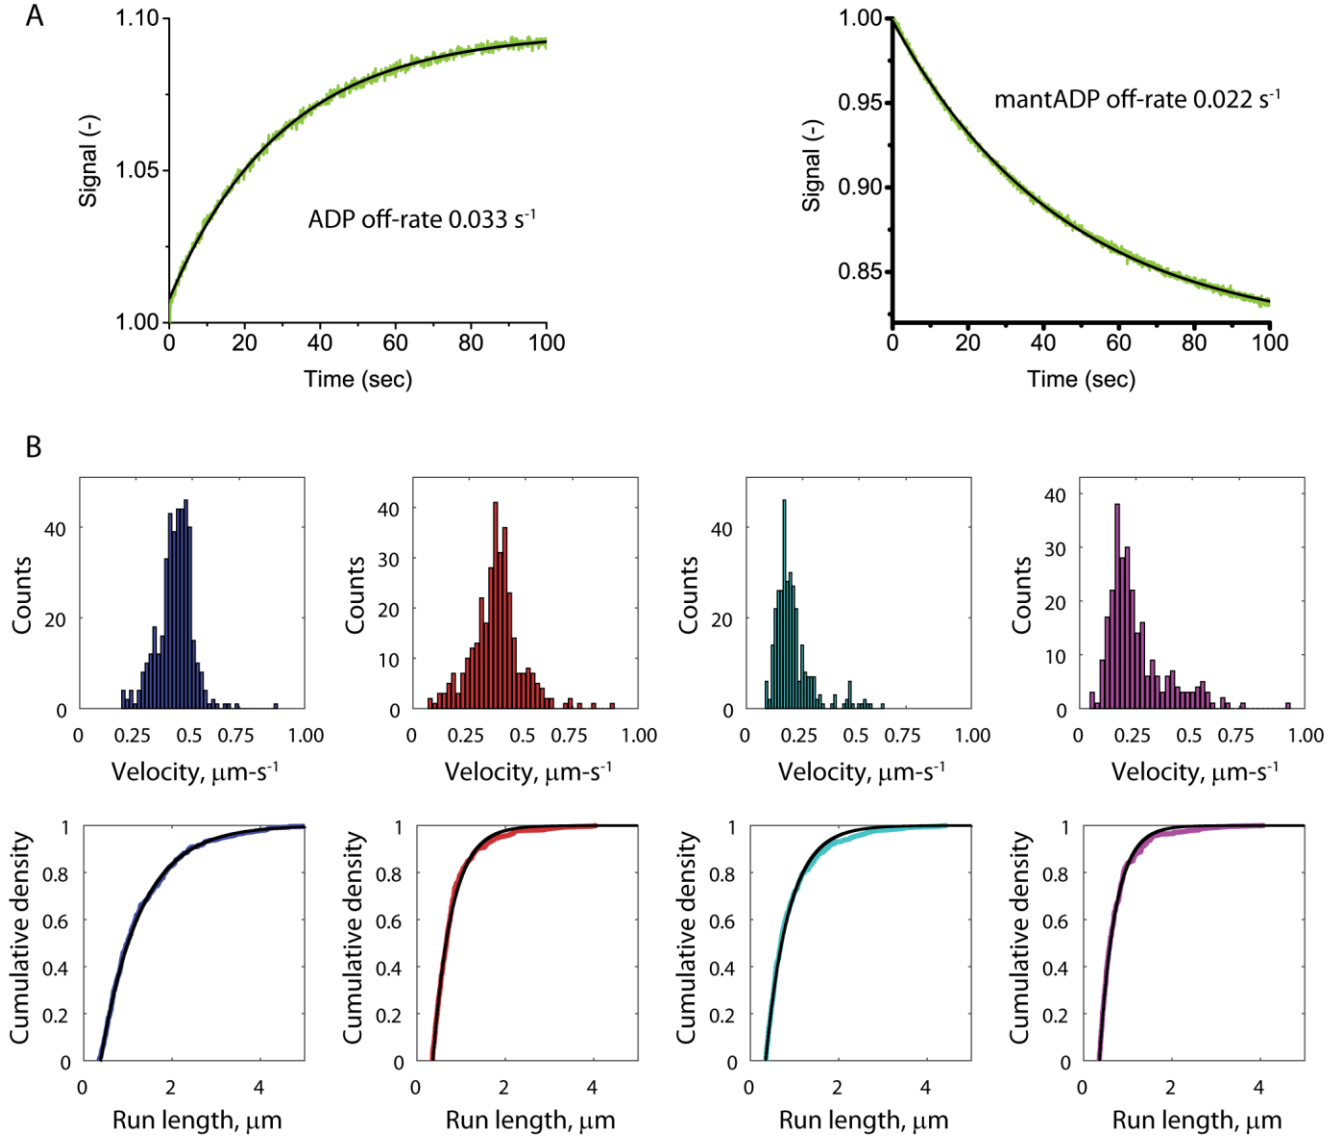 A
1.10
1.05
1.00
Signal (-)
ADP off-rate 0.033 s-1
0 20 40 60 80 100
Time (sec)
1.00
0.95
0.90
0.85
Signal (-)
mantADP off-rate 0.022 s-1
0 20 40 60 80 100
Time (sec)
B
40
20
0
Counts
0 0.25 0.5 0.75 1.00
Velocity, μm-s-1
40
30
20
10
0
Counts
0 0.25 0.5 0.75 1.00
Velocity, μm-s-1
40
20
0
Counts
0 0.25 0.5 0.75 1.00
Velocity, μm-s-1
40
30
20
10
0
Counts
0 0.25 0.5 0.75 1.00
Velocity, μm-s-1
1
0.8
0.6
0.4
0.2
0
Cumulative density
0 2 4
Run length, μm
1
0.8
0.6
0.4
0.2
0
Cumulative density
0 2 4
Run length, μm
1
0.8
0.6
0.4
0.2
0
Cumulative density
0 2 4
Run length, μm
1
0.8
0.6
0.4
0.2
0
Cumulative density
0 2 4
Run length, μm